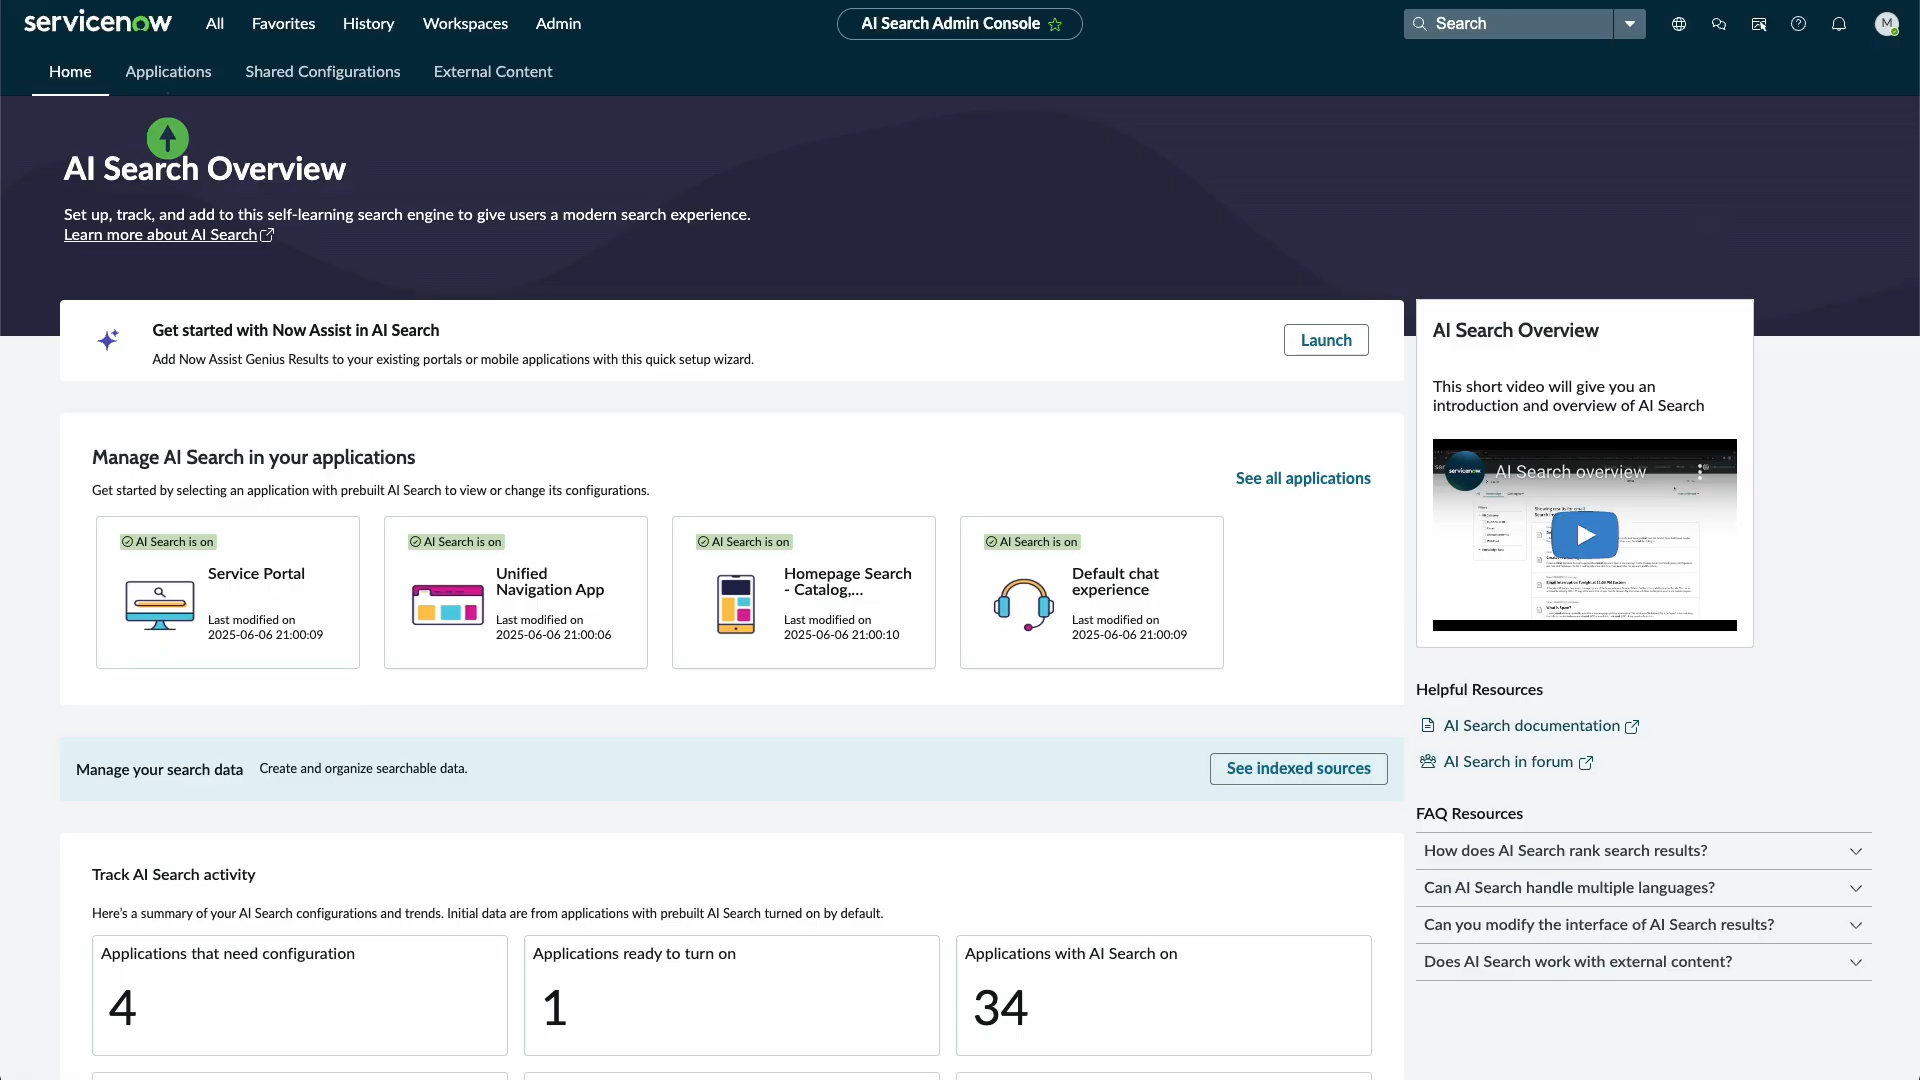 servicenow
All
Favorites
History
Workspaces
Admin
AI Search Admin Console
Search
M
Home
Applications
Shared Configurations
External Content
AI Search Overview
Set up, track, and add to this self-learning search engine to give users a modern search experience.
Learn more about AI Search
Get started with Now Assist in AI Search
Add Now Assist Genius Results to your existing portals or mobile applications with this quick setup wizard.
Launch
Manage AI Search in your applications
Get started by selecting an application with prebuilt AI Search to view or change its configurations.
See all applications
AI Search is on
Service Portal
Last modified on
2025-06-06 21:00:09
AI Search is on
Unified
Navigation App
Last modified on
2025-06-06 21:00:06
AI Search is on
Homepage Search
- Catalog,...
Last modified on
2025-06-06 21:00:10
AI Search is on
Default chat
experience
Last modified on
2025-06-06 21:00:09
Manage your search data
Create and organize searchable data.
See indexed sources
Track AI Search activity
Here's a summary of your AI Search configurations and trends. Initial data are from applications with prebuilt AI Search turned on by default.
Applications that need configuration
4
Applications ready to turn on
1
Applications with AI Search on
34
AI Search Overview
This short video will give you an
introduction and overview of AI Search
servicenow
AI Search overview
Helpful Resources
AI Search documentation
AI Search in forum
FAQ Resources
How does AI Search rank search results?
Can AI Search handle multiple languages?
Can you modify the interface of AI Search results?
Does AI Search work with external content?